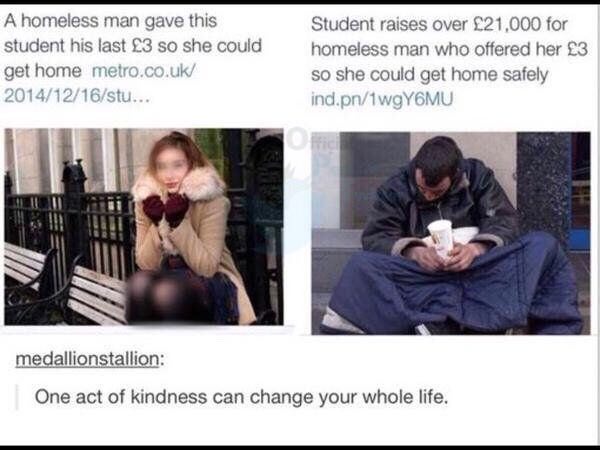 A homeless man gave this
student his last £3 so she could
get home metro.co.uk/
2014/12/16/stu...
Student raises over £21,000 for
homeless man who offered her £3
so she could get home safely
ind.pn/1wgY6MU
Official
medallionstallion:
One act of kindness can change your whole life.